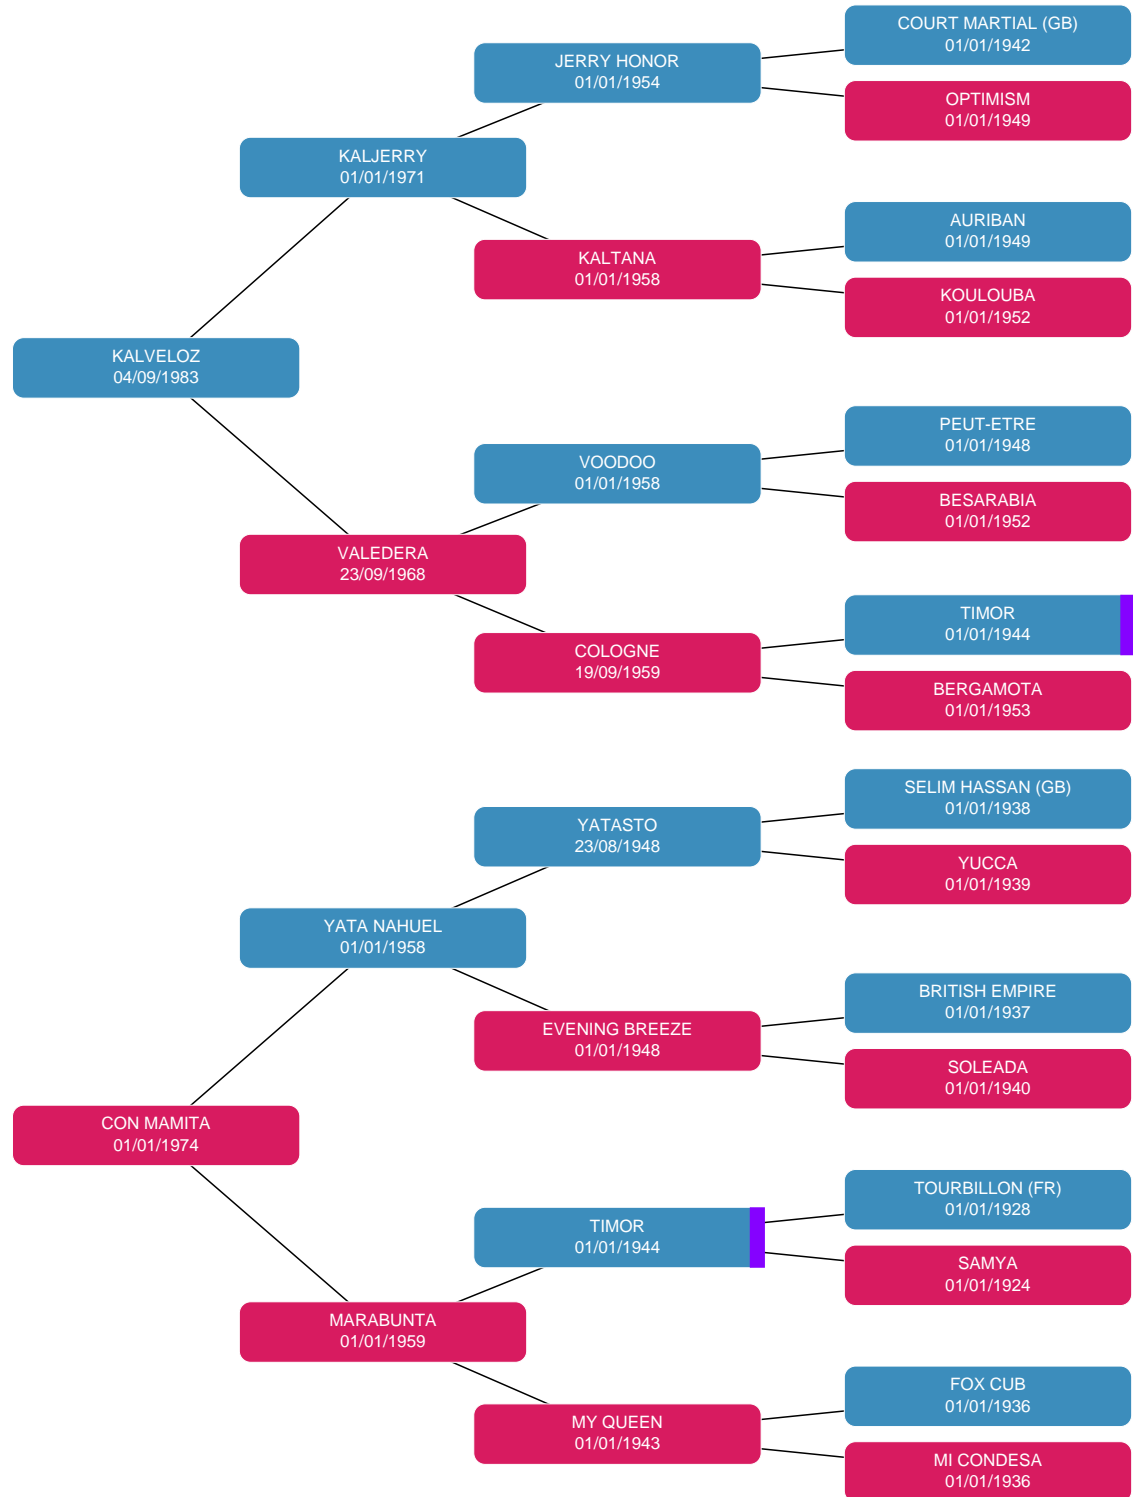 COURT MARTIAL (GB)
01/01/1942
JERRY HONOR
01/01/1954
OPTIMISM
01/01/1949
KALJERRY
01/01/1971
AURIBAN
01/01/1949
KALTANA
01/01/1958
KOULOUBA
01/01/1952
KALVELOZ
04/09/1983
PEUT-ETRE
01/01/1948
VOODOO
01/01/1958
BESARABIA
01/01/1952
VALEDERA
23/09/1968
TIMOR
01/01/1944
COLOGNE
19/09/1959
BERGAMOTA
01/01/1953
SELIM HASSAN (GB)
01/01/1938
YATASTO
23/08/1948
YUCCA
01/01/1939
YATA NAHUEL
01/01/1958
BRITISH EMPIRE
01/01/1937
EVENING BREEZE
01/01/1948
SOLEADA
01/01/1940
CON MAMITA
01/01/1974
TOURBILLON (FR)
01/01/1928
TIMOR
01/01/1944
SAMYA
01/01/1924
MARABUNTA
01/01/1959
FOX CUB
01/01/1936
MY QUEEN
01/01/1943
MI CONDESA
01/01/1936